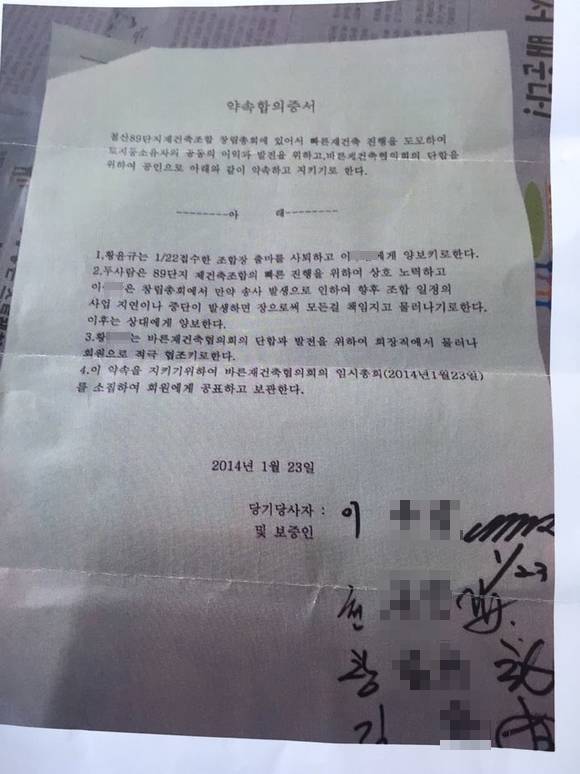 약속합의증서
철산89단지재건축조합 창립총회에 있어서 빠른재건축 진행을 도모하여
토지등소유자의 공동의 이익과 발전을 위하고,바른재건축협의회의 단합을
위하여 공인으로 아래와 같이 약속하고 지키기로 한다.
--------아 래--------
1.황윤규는 1/22접수한 조합장 출마를 사퇴하고 이 에게 양보키로한다.
2.두사람은 89단지 재건축조합의 빠른 진행을 위하여 상호 노력하고
이 은 창립총회에서 만약 송사 발생으로 인하여 향후 조합 일정의
사업 지연이나 중단이 발생하면 장으로써 모든걸 책임지고 물러나기로한다.
이후는 상대에게 양보한다.
3.황 는 바른재건축협의회의 단합과 발전을 위하여 회장직에서 물러나
회원으로 적극 협조키로한다.
4.이 약속을 지키기위하여 바른재건축협의회의 임시총회(2014년1월23일)
를 소집하여 회원에게 공표하고 보관한다.
2014년 1월 23일
당기당사자 : 이
및 보증인
1/23